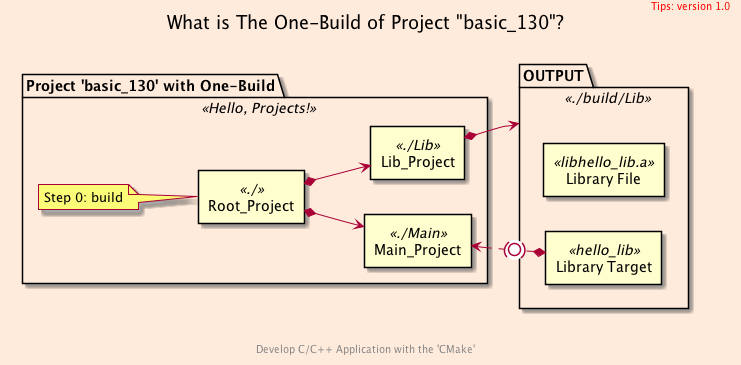 Tips: version 1.0
What is The One-Build of Project "basic_130"?
Project 'basic_130' with One-Build
«Hello, Projects!»
Step 0: build
«./»
Root_Project
«./Lib»
Lib_Project
«./Main»
Main_Project
OUTPUT
«./build/Lib»
«libhello_lib.a»
Library File
«hello_lib»
Library Target
Develop C/C++ Application with the 'CMake'